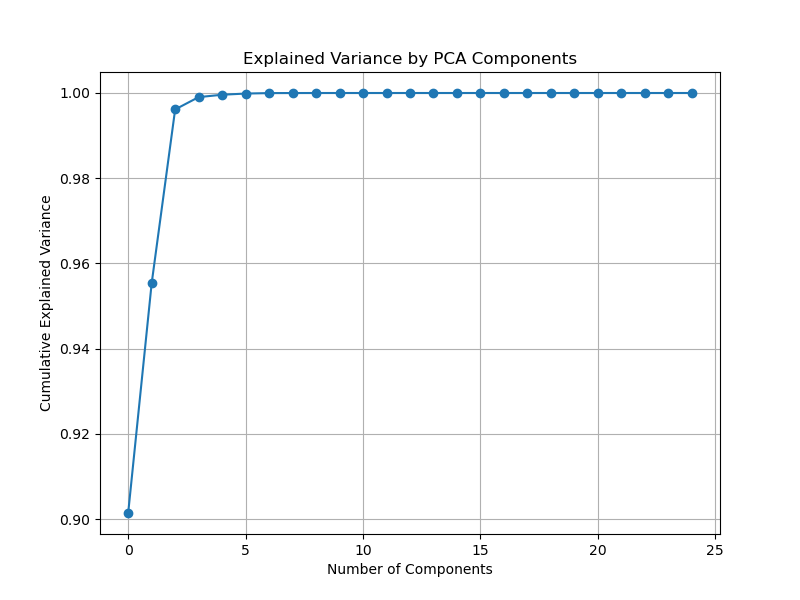 Explained Variance by PCA Components
1.00
0.98
0.96
0.94
0.92
0.90
Cumulative Explained Variance
0 5 10 15 20 25
Number of Components